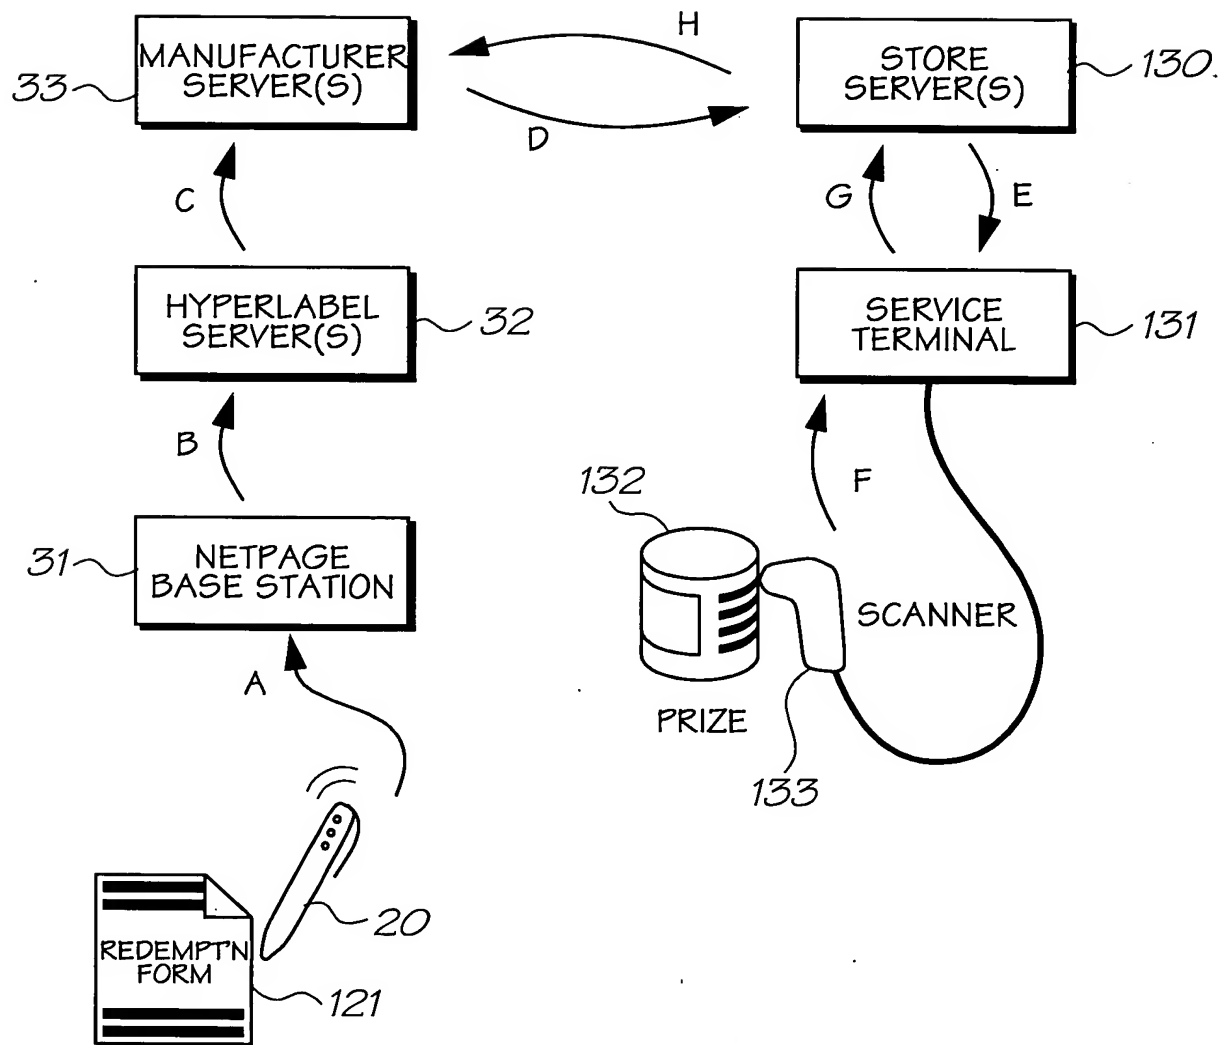 H
MANUFACTURER
SERVER(S)
33
STORE
SERVER(S)
130.
D
C
G
E
HYPERLABEL
SERVER(S)
32
SERVICE
TERMINAL
131
B
F
132
31
NETPAGE
BASE STATION
SCANNER
A
PRIZE
133
20
REDEMPT'N
FORM
121